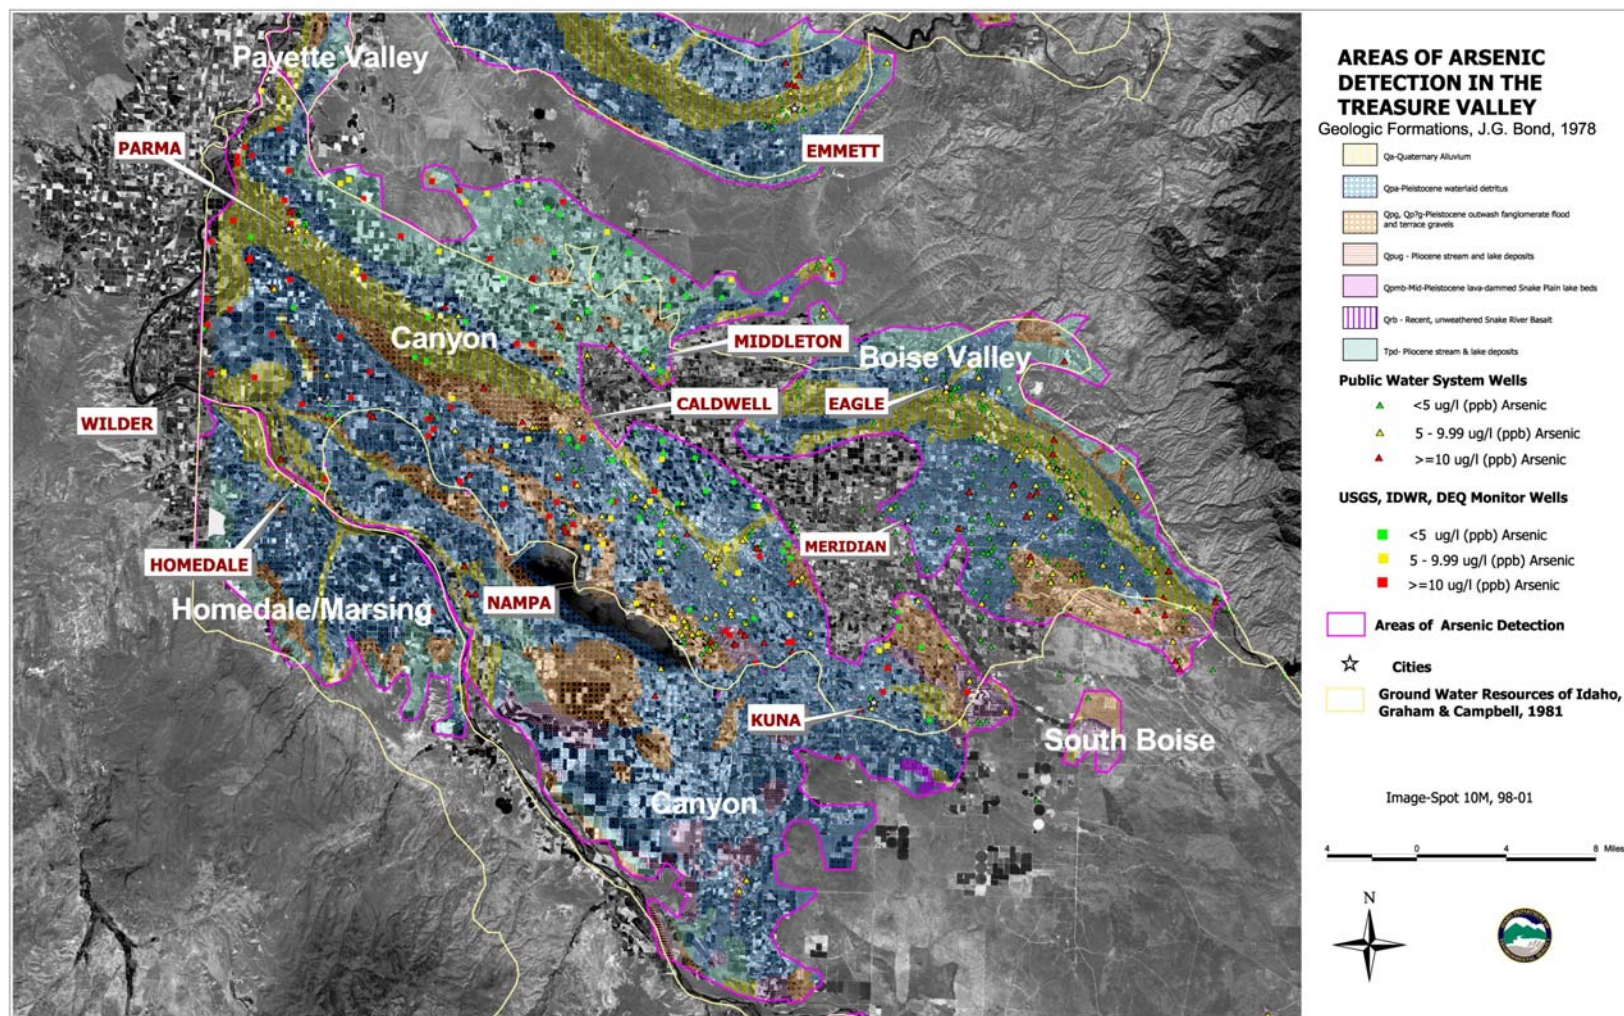 Payette Valley
PARMA
EMMETT
Canyon
MIDDLETON
Boise Valley
CALDWELL
EAGLE
WILDER
MERIDIAN
HOMEDALE
NAMPA
Homedale/Marsing
KUNA
South Boise
Canyon
AREAS OF ARSENIC
DETECTION IN THE
TREASURE VALLEY
Geologic Formations, J.G. Bond, 1978
Qa-Quaternary Alluvium
Qpa-Pleistocene waterlaid detritus
Qpg, Qp?g-Pleistocene outwash fanglomerate flood
and terrace gravels
Qpug - Pliocene stream and lake deposits
Qpmb-Mid-Pleistocene lava-dammed Snake Plain lake beds
Qrb - Recent, unweathered Snake River Basalt
Tpd- Pliocene stream & lake deposits
Public Water System Wells
<5 ug/l (ppb) Arsenic
5 - 9.99 ug/l (ppb) Arsenic
>=10 ug/l (ppb) Arsenic
USGS, IDWR, DEQ Monitor Wells
<5 ug/l (ppb) Arsenic
5 - 9.99 ug/l (ppb) Arsenic
>=10 ug/l (ppb) Arsenic
Areas of Arsenic Detection
Cities
Ground Water Resources of Idaho,
Graham & Campbell, 1981
Image-Spot 10M, 98-01
4 0 4 8 Miles
N